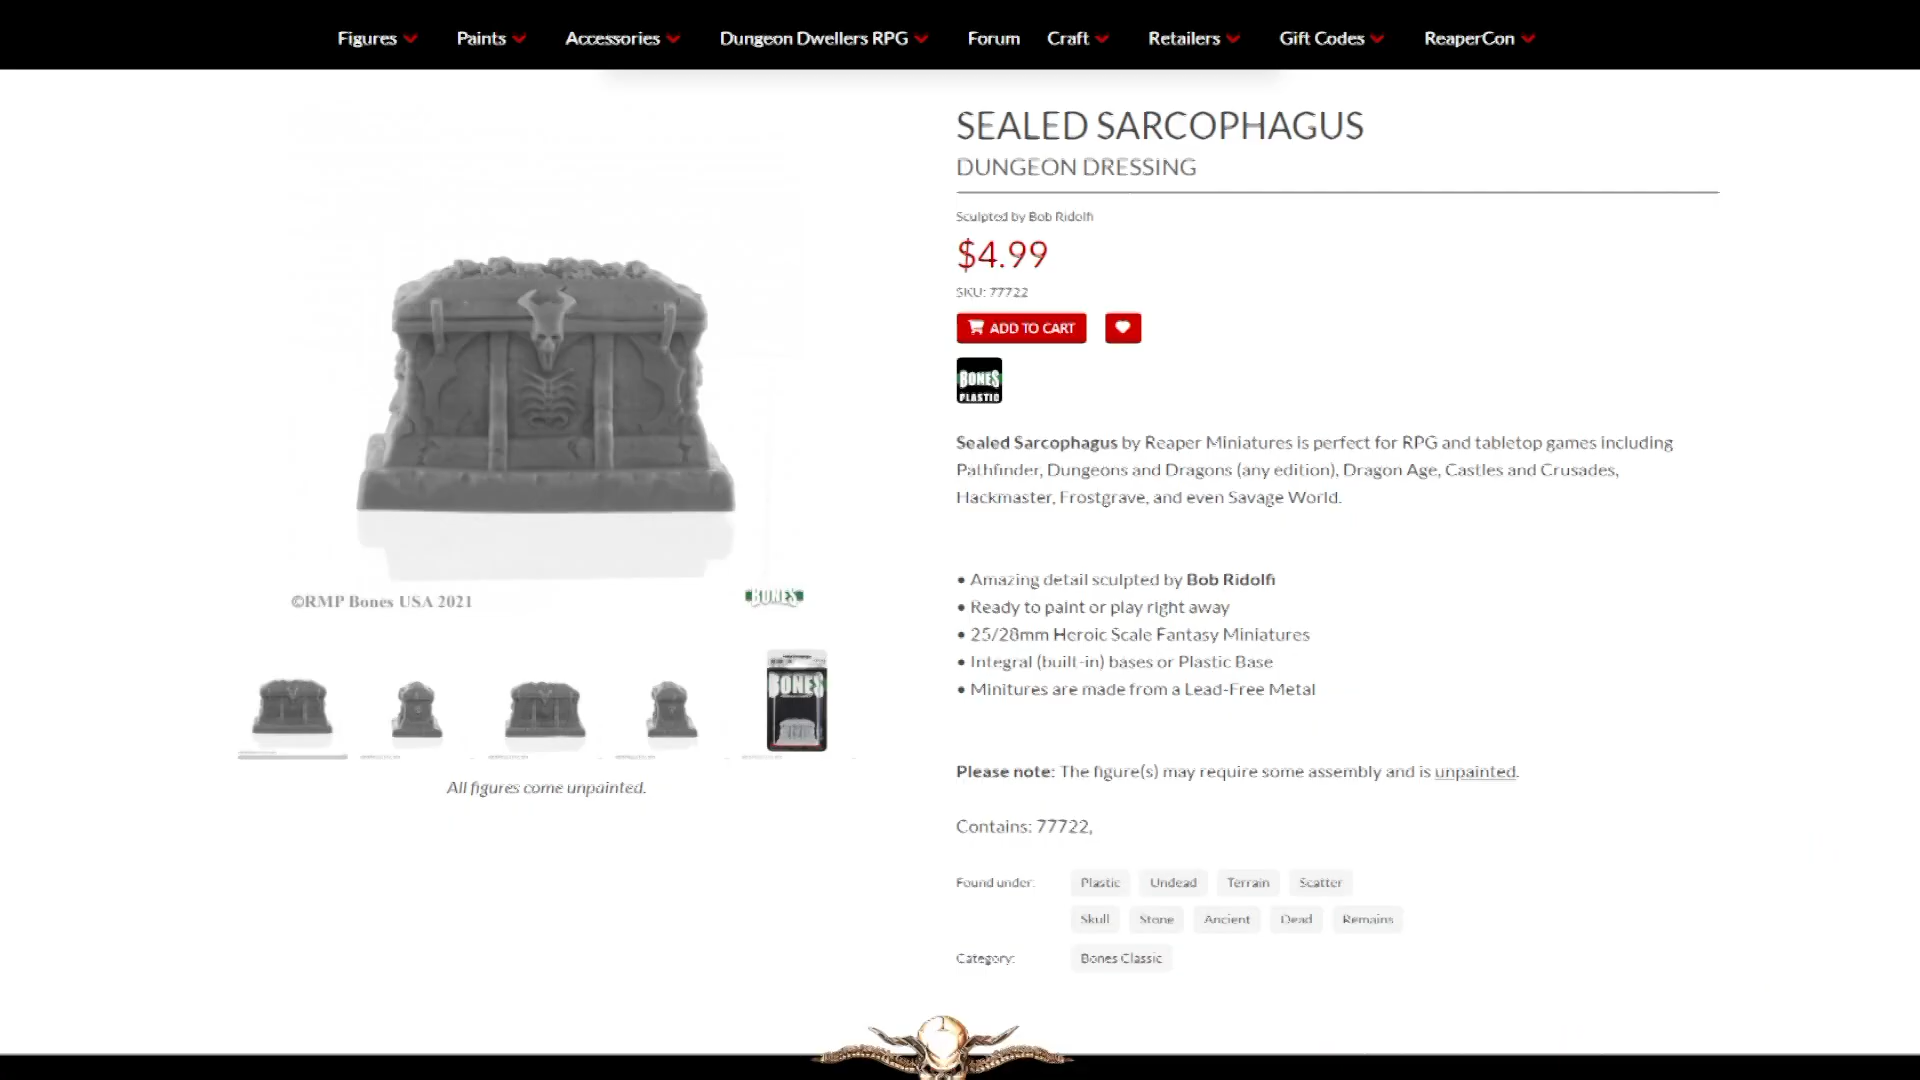 Figures Paints Accessories Dungeon Dwellers RPG Forum Craft Retailers Gift Codes ReaperCon
SEALED SARCOPHAGUS
DUNGEON DRESSING
Sculpted by Bob Ridolfi
$4.99
SKU: 77722
ADD TO CART
BONES
PLASTIC
Sealed Sarcophagus by Reaper Miniatures is perfect for RPG and tabletop games including
Pathfinder, Dungeons and Dragons (any edition), Dragon Age, Castles and Crusades,
Hackmaster, Frostgrave, and even Savage World.
• Amazing detail sculpted by Bob Ridolfi
• Ready to paint or play right away
• 25/28mm Heroic Scale Fantasy Miniatures
• Integral (built-in) bases or Plastic Base
• Minitures are made from a Lead-Free Metal
Please note: The figure(s) may require some assembly and is unpainted.
Contains: 77722,
Found under: Plastic Undead Terrain Scatter
Skull Stone Ancient Dead Remains
Category: Bones Classic
©RMP Bones USA 2021
BONES
BONES
All figures come unpainted.